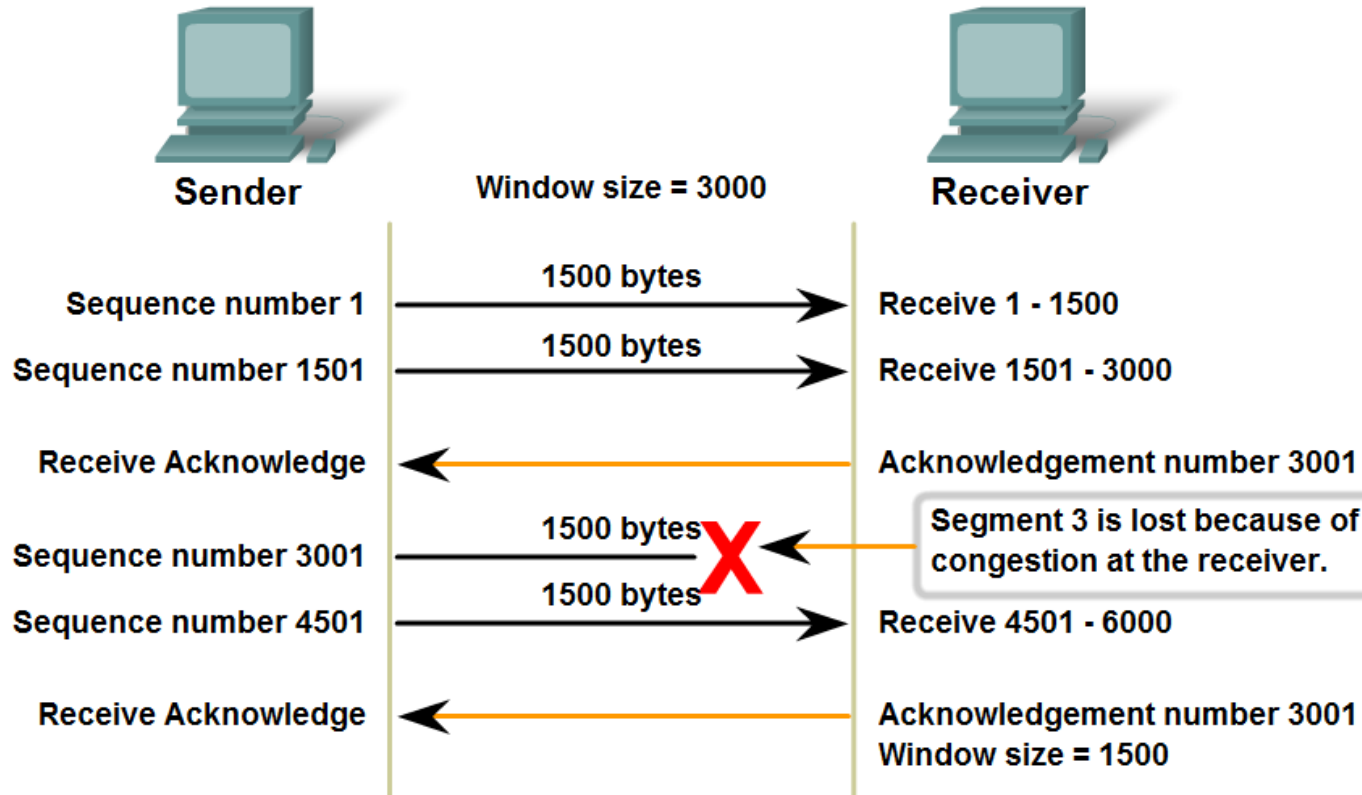 Sender
Window size = 3000
Receiver
1500 bytes
Sequence number 1
Receive 1 - 1500
1500 bytes
Sequence number 1501
Receive 1501 - 3000
Receive Acknowledge
Acknowledgement number 3001
1500 bytes
Sequence number 3001
X
Segment 3 is lost because of
congestion at the receiver.
1500 bytes
Sequence number 4501
Receive 4501 - 6000
Receive Acknowledge
Acknowledgement number 3001
Window size = 1500